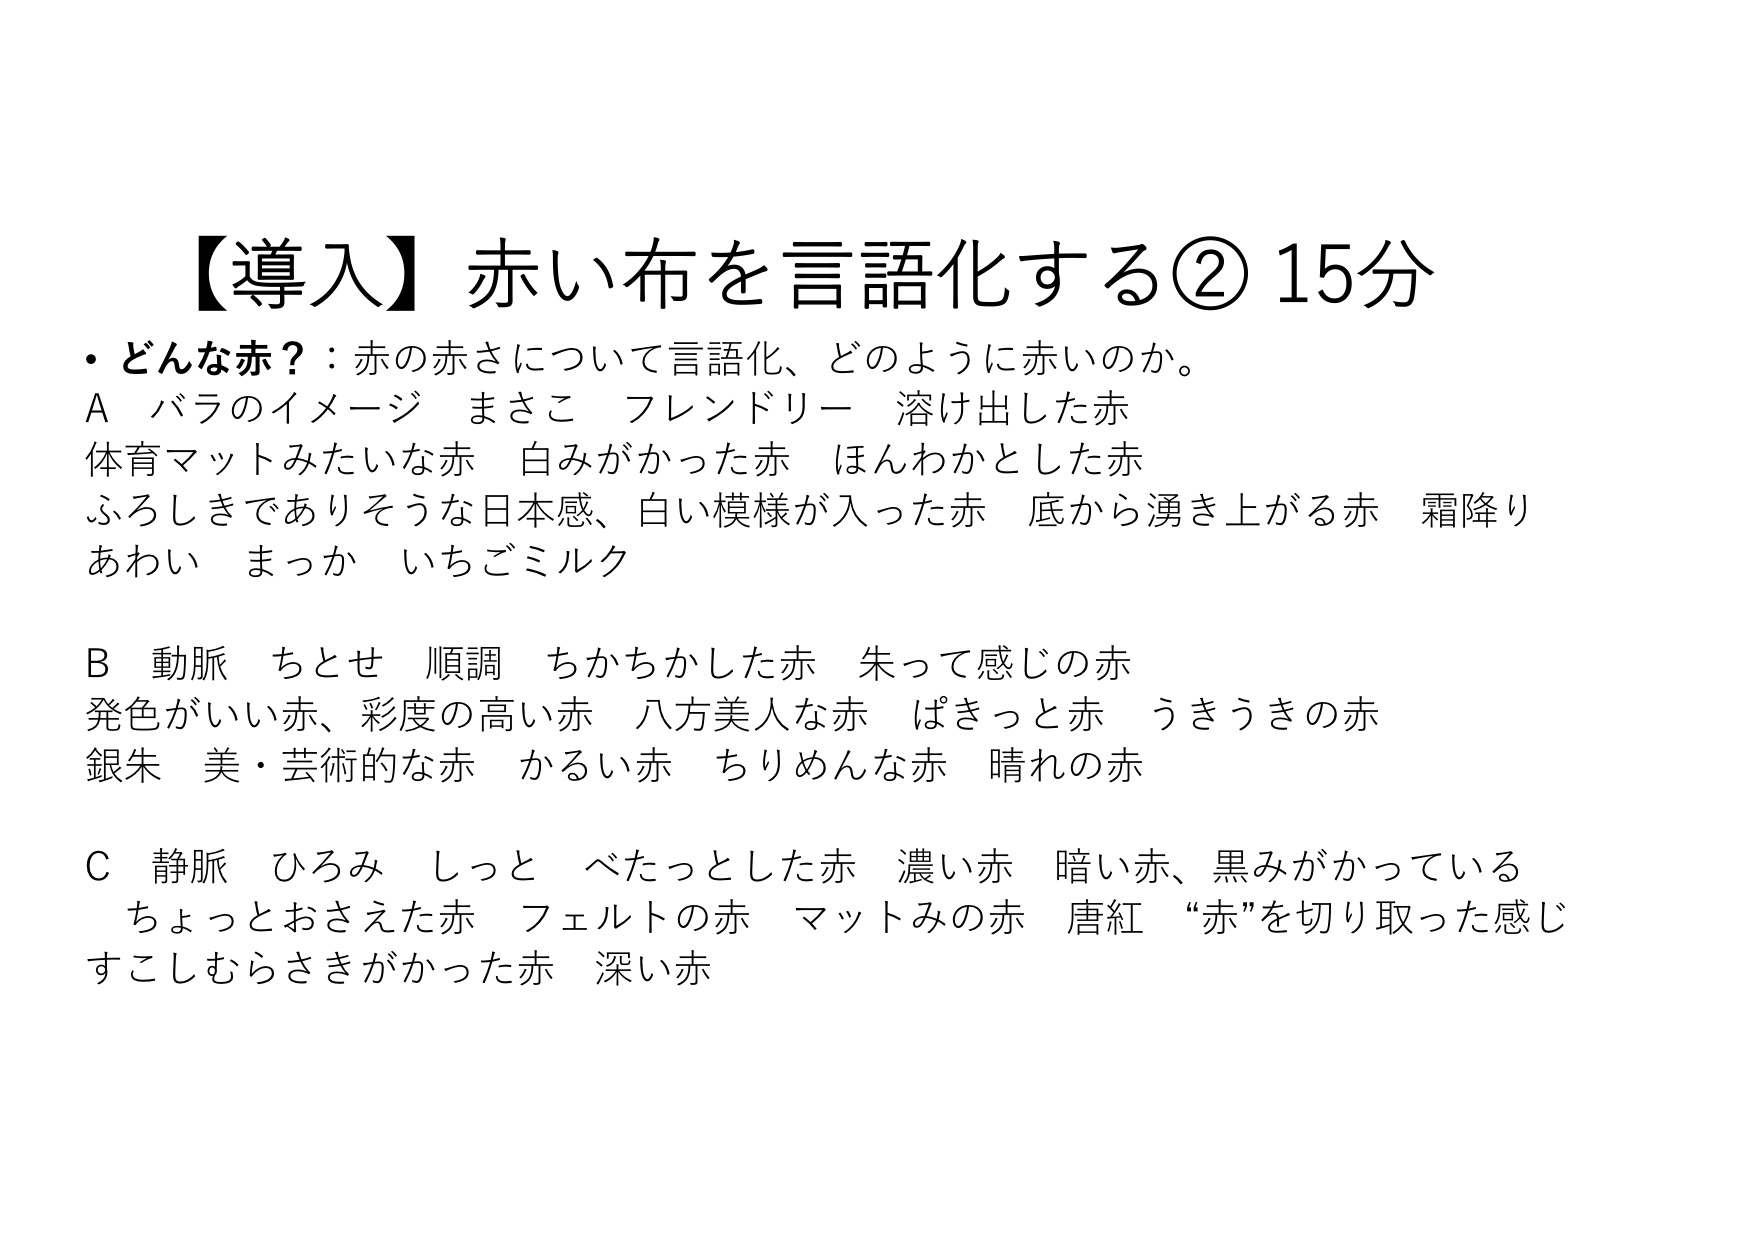 【導入】赤い布を言語化する② 15分
• どんな赤？：赤の赤さについて言語化、どのように赤いのか。
A　バラのイメージ　まさこ　フレンドリー　溶け出した赤
体育マットみたいな赤　白みがかった赤　ほんわかとした赤
ふろしきでありそうな日本感、白い模様が入った赤　底から湧き上がる赤　霜降り
あわい　まっか　いちごミルク
B　動脈　ちとせ　順調　ちかちかした赤　朱って感じの赤
発色がいい赤、彩度の高い赤　八方美人な赤　ぱきっと赤　うきうきの赤
銀朱　美・芸術的な赤　かるい赤　ちりめんな赤　晴れの赤
C　静脈　ひろみ　しっと　べたっとした赤　濃い赤　暗い赤、黒みがかっている
　ちょっとおさえた赤　フェルトの赤　マットみの赤　唐紅　“赤”を切り取った感じ
すこしむらさきがかった赤　深い赤